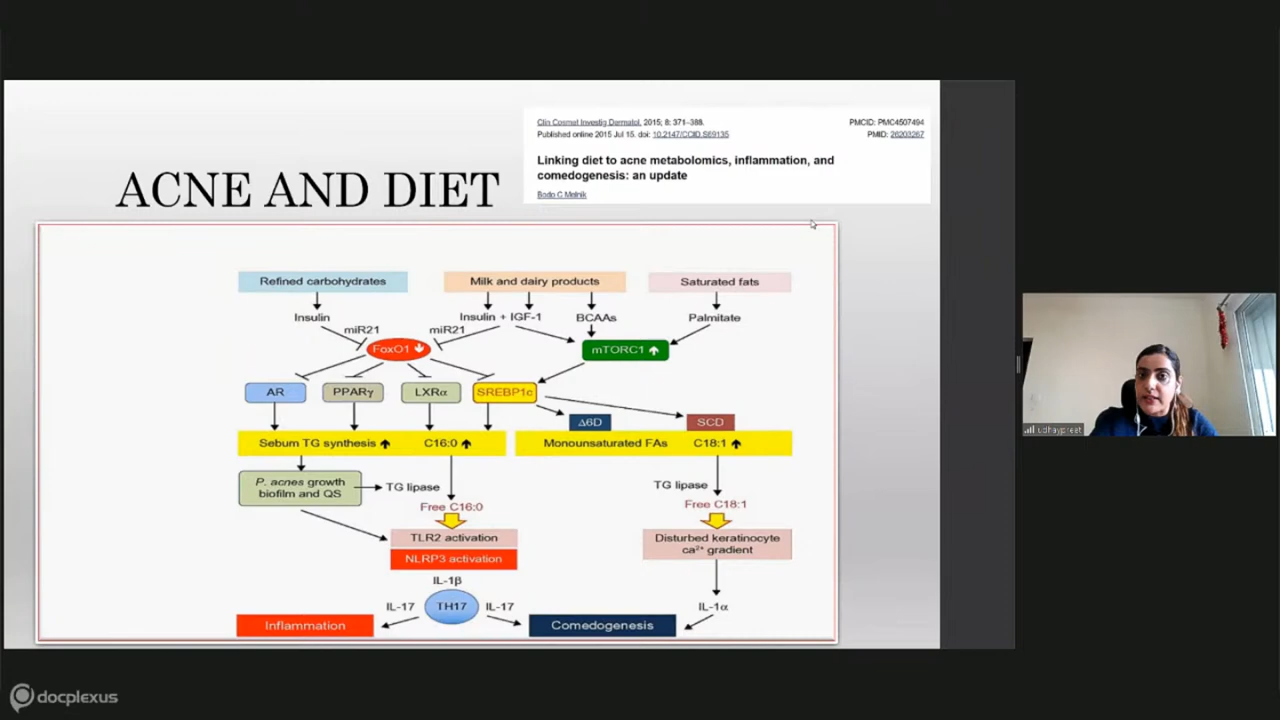 Clin Cosmet Investig Dermatol. 2015; 8: 371–388.
PMCID: PMC4507494
Published online 2015 Jul 15. doi: 10.2147/CCID.S69135
PMID: 26203267
Linking diet to acne metabolomics, inflammation, and
comedogenesis: an update
Bodo C Melnik
ACNE AND DIET
Refined carbohydrates
Milk and dairy products
Saturated fats
Insulin
Insulin + IGF-1
BCAAs
Palmitate
miR21
miR21
FoxO1
mTORC1
AR
PPARγ
LXRα
SREBP1c
Δ6D
SCD
Sebum TG synthesis
C16:0
Monounsaturated FAs
C18:1
P. acnes growth
biofilm and QS
TG lipase
TG lipase
Free C16:0
Free C18:1
TLR2 activation
NLRP3 activation
Disturbed keratinocyte
ca²⁺ gradient
IL-1β
IL-17
TH17
IL-17
IL-1α
Inflammation
Comedogenesis
udhaypreet
docplexus